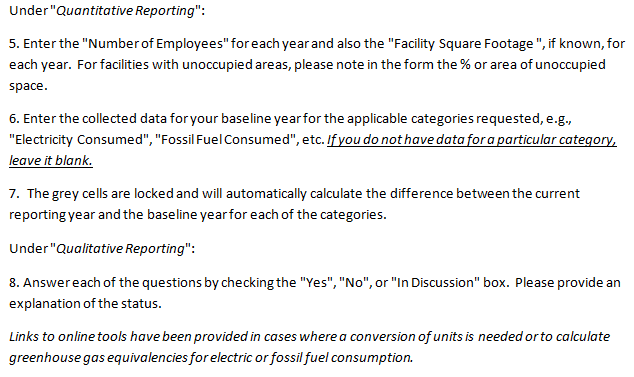 Under "Quantitative Reporting":
5. Enter the "Number of Employees" for each year and also the "Facility Square Footage ", if known, for
each year.  For facilities with unoccupied areas, please note in the form the % or area of unoccupied
space.
6. Enter the collected data for your baseline year for the applicable categories requested, e.g.,
"Electricity Consumed", "Fossil Fuel Consumed", etc. If you do not have data for a particular category,
leave it blank.
7.  The grey cells are locked and will automatically calculate the difference between the current
reporting year and the baseline year for each of the categories.
Under "Qualitative Reporting":
8. Answer each of the questions by checking the "Yes", "No", or "In Discussion" box.  Please provide an
explanation of the status.
Links to online tools have been provided in cases where a conversion of units is needed or to calculate
greenhouse gas equivalencies for electric or fossil fuel consumption.